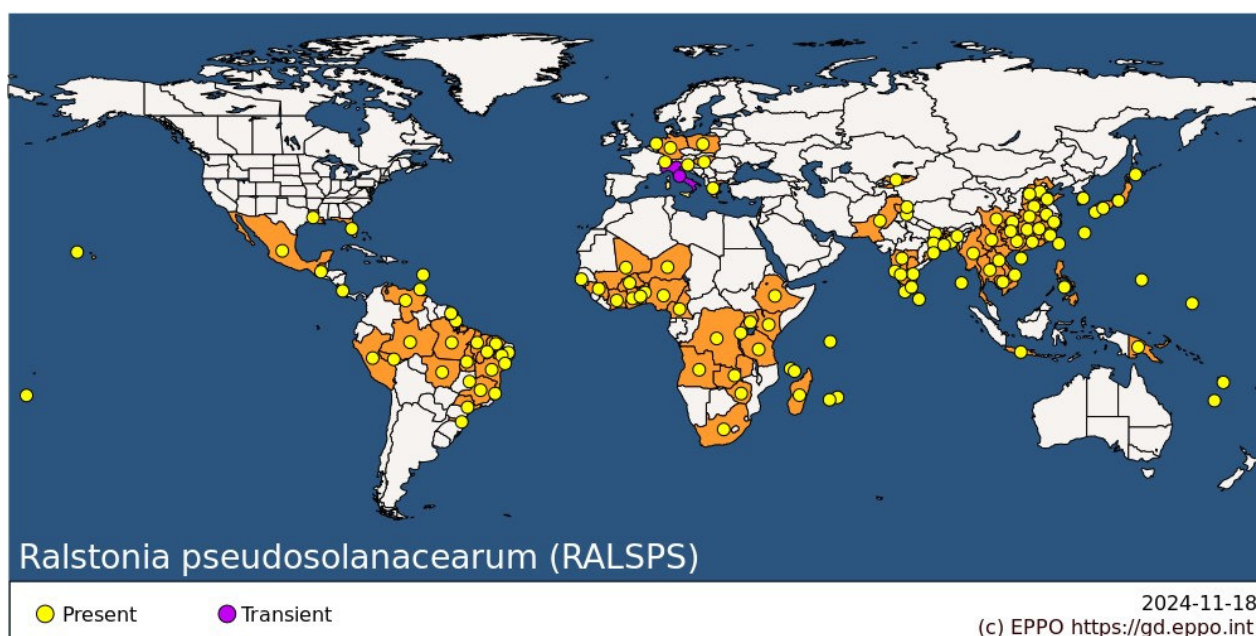 Ralstonia pseudosolanacearum (RALSPS)
Present
Transient
2024-11-18
(c) EPPO https://gd.eppo.int